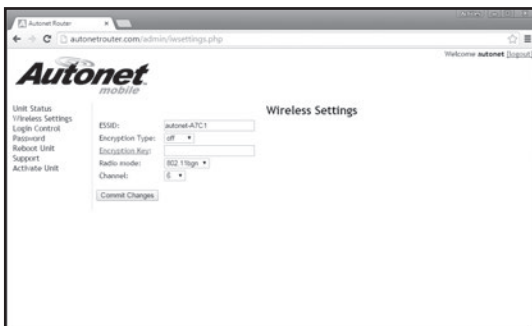 Autonet Router
autonetrouter.com/admin/wsettings.php
Welcome autonet [logout]
Autonet
mobile
Unit Status
Wireless Settings
Login Control
Password
Reboot Unit
Support
Activate Unit
Wireless Settings
ESSID: autonet-A7C1
Encryption Type: off
Encryption Key:
Radio mode: 802.11bgn
Channel: 6
Commit Changes